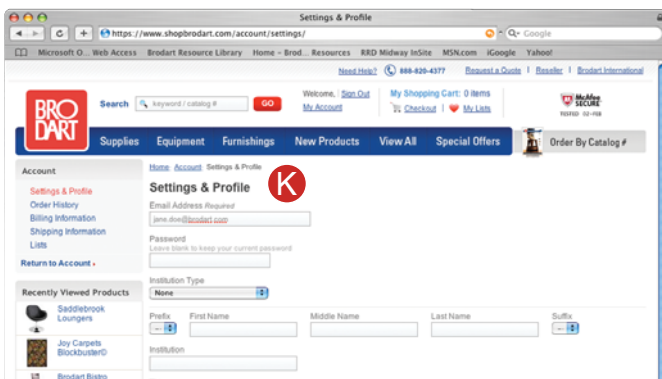 Settings & Profile
https://www.shopbrodart.com/account/settings/
Q- Google
Microsoft O... Web Access Brodart Resource Library Home - Brod... Resources RRD Midway InSite MSN.com iGoogle Yahoo!
Need Help? 888-820-4377 Request a Quote | Reseller | Brodart International
BRO
DART
Search keyword / catalog # GO
Welcome, | Sign Out
My Account
My Shopping Cart: 0 items
Checkout | My Lists
McAfee
SECURE
TESTED 02-FEB
Supplies Equipment Furnishings New Products View All Special Offers Order By Catalog #
Account
Settings & Profile
Order History
Billing Information
Shipping Information
Lists
Return to Account
Recently Viewed Products
Saddlebrook
Loungers
Joy Carpets
Blockbuster©
Brodart Bistro
Home Account Settings & Profile
Settings & Profile
K
Email Address Required
jane.doe@brodart.com
Password
Leave blank to keep your current password
Institution Type
None
Prefix First Name Middle Name Last Name Suffix
-- --
Institution